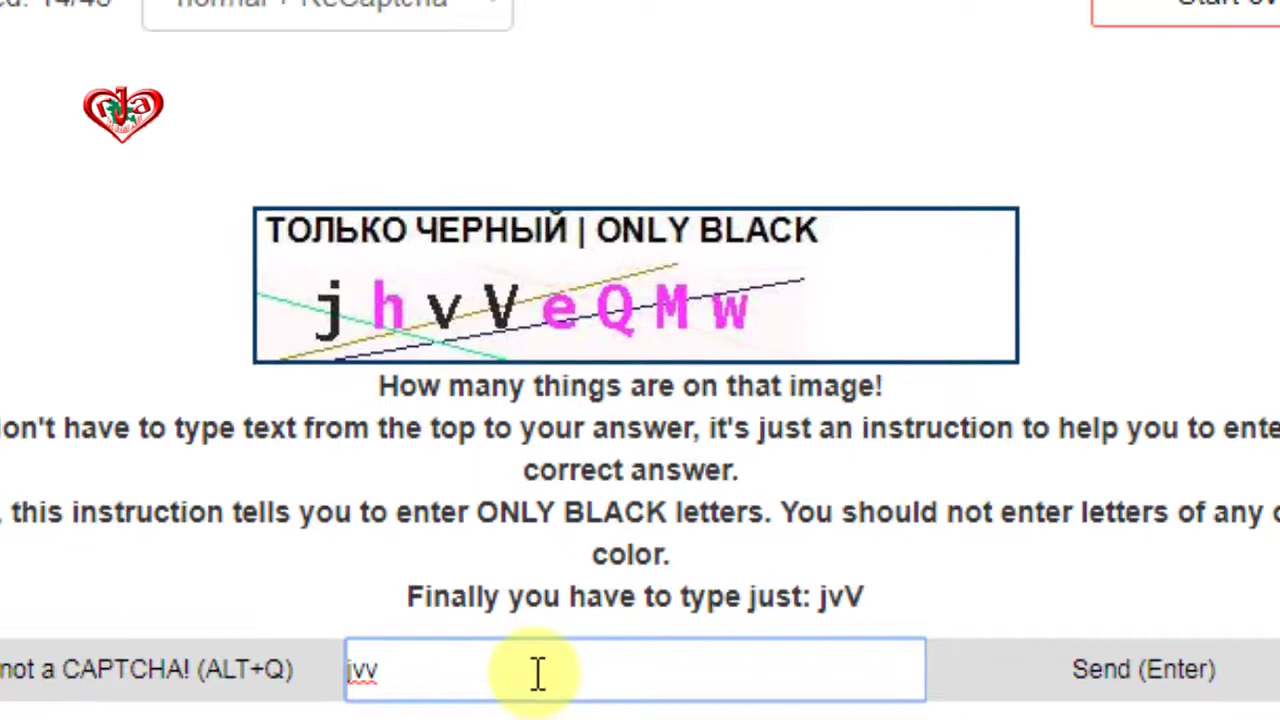 normal + ReCaptcha
ТОЛЬКО ЧЕРНЫЙ | ONLY BLACK
jhvVeQMw
How many things are on that image!
have to type text from the top to your answer, it's just an instruction to help you to
correct answer.
, this instruction tells you to enter ONLY BLACK letters. You should not enter letters of any
color.
Finally you have to type just: jvV
not a CAPTCHA! (ALT+Q)
jvv
Send (Enter)